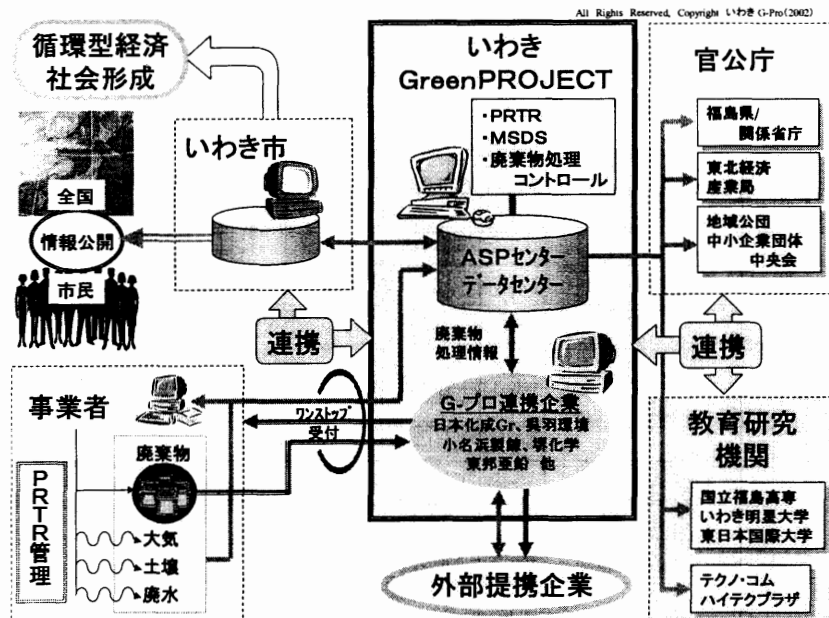 All Rights Reserved, Copyright いわき G-Pro(2002)
循環型経済
社会形成
いわき
GreenPROJECT
官公庁
・PRTR
・MSDS
・廃棄物処理
コントロール
福島県/
関係省庁
東北経済
産業局
地域公団
中小企業団体
中央会
いわき市
全国
情報公開
市民
ASPセンター
データセンター
連携
廃棄物
処理情報
連携
事業者
ワンストップ
受付
G-プロ連携企業
日本化成Gr、呉羽環境
小名浜製錬、堺化学
東邦亜鉛 他
教育研究
機関
PRTR管理
廃棄物
大気
土壌
廃水
国立福島高専
いわき明星大学
東日本国際大学
テクノ・コム
ハイテクプラザ
外部提携企業